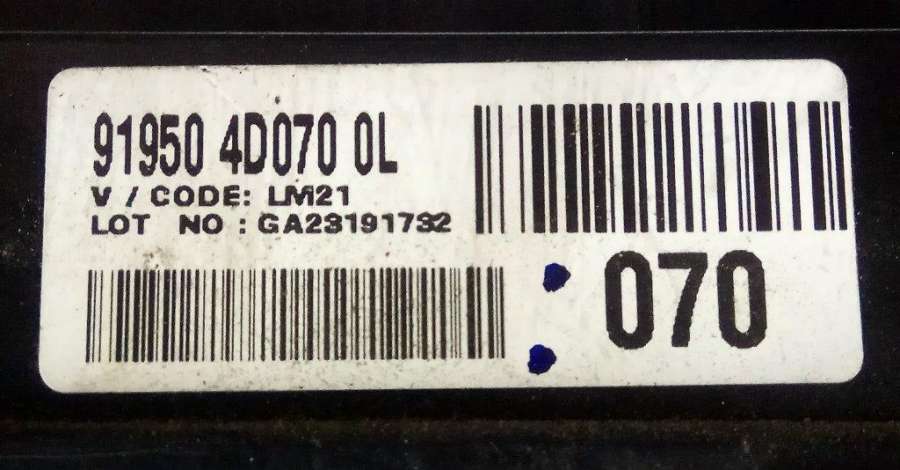 91950 4D070 0L
V / CODE: LM21
LOT NO : GA23191732
070